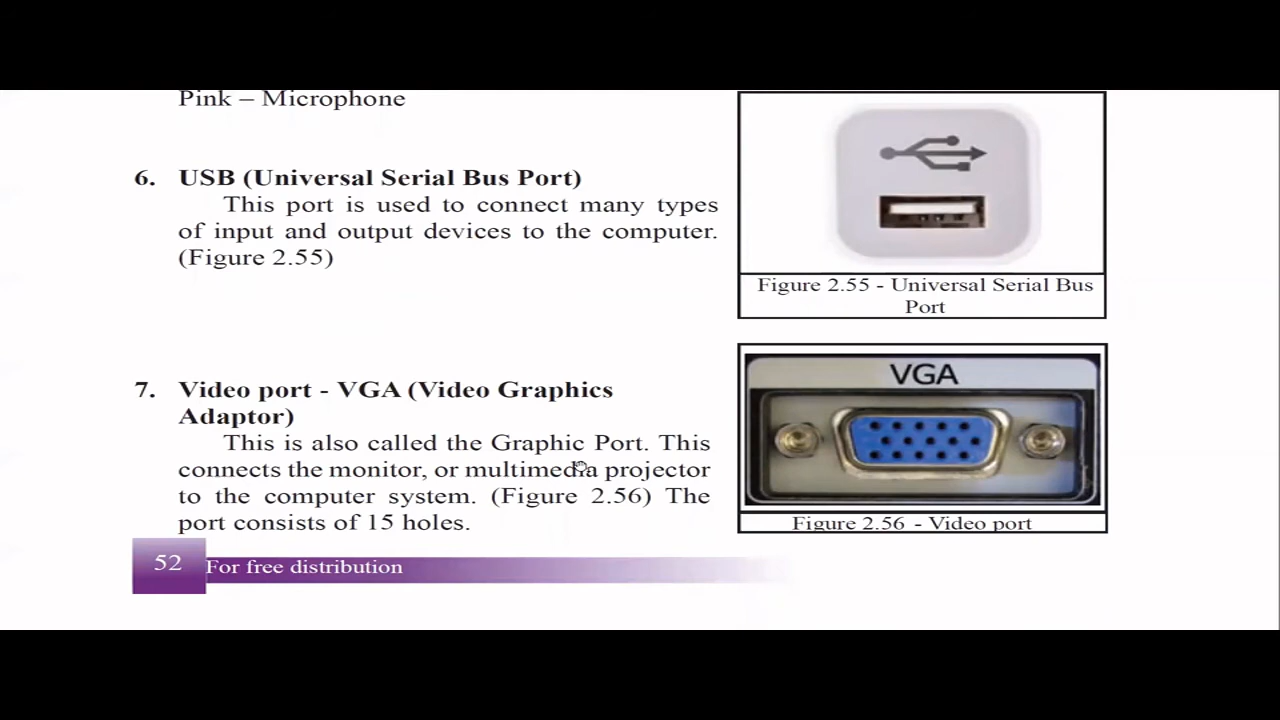 Pink – Microphone
6. USB (Universal Serial Bus Port)
This port is used to connect many types
of input and output devices to the computer.
(Figure 2.55)
Figure 2.55 - Universal Serial Bus
Port
7. Video port - VGA (Video Graphics
Adaptor)
This is also called the Graphic Port. This
connects the monitor, or multimedia projector
to the computer system. (Figure 2.56) The
port consists of 15 holes.
VGA
Figure 2.56 - Video port
52 For free distribution